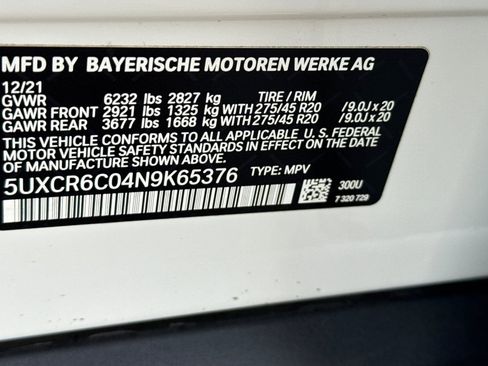 MFD BY BAYERISCHE MOTOREN WERKE AG
12/21
GVWR 6232 lbs 2827 kg TIRE / RIM
GAWR FRONT 2921 lbs 1325 kg WITH 275/45 R20 /9.0J x 20
GAWR REAR 3677 lbs 1668 kg WITH 275/45 R20 /9.0J x 20
THIS VEHICLE CONFORMS TO ALL APPLICABLE U. S. FEDERAL
MOTOR VEHICLE SAFETY STANDARDS IN EFFECT ON THE DATE
OF MANUFACTURE SHOWN ABOVE.
5UXCR6C04N9K65376 TYPE: MPV
300U
7 320 729